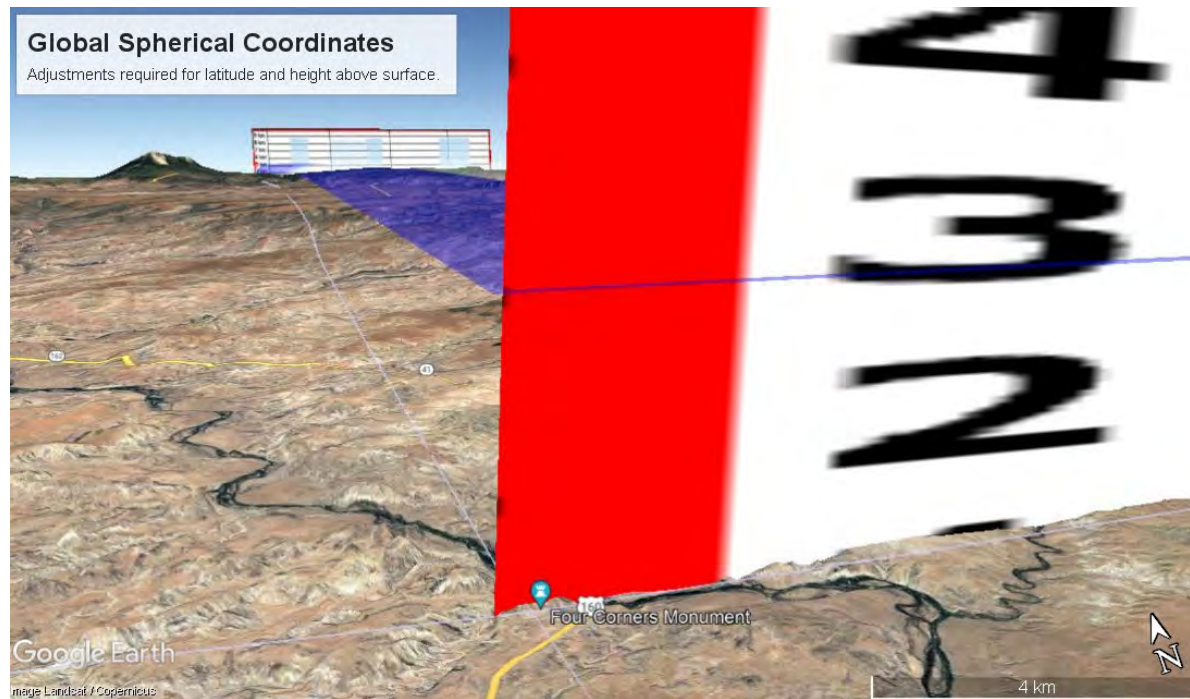 Global Spherical Coordinates
Adjustments required for latitude and height above surface.
4
3
2
160
41
160
Four Corners Monument
Google Earth
mage Landsat / Copernicus
4 km
N